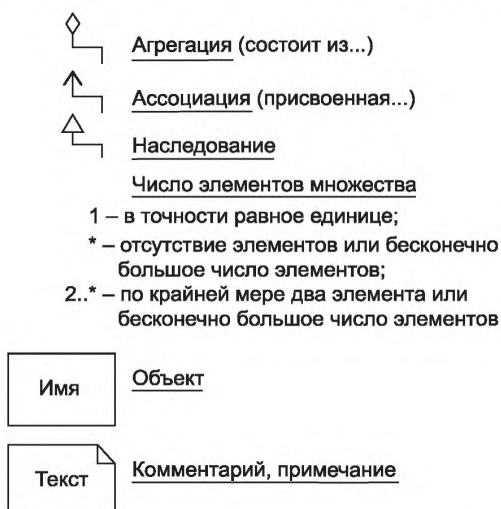 Агрегация (состоит из...)
Ассоциация (присвоенная...)
Наследование
Число элементов множества
1 – в точности равное единице;
* – отсутствие элементов или бесконечно
большое число элементов;
2..* – по крайней мере два элемента или
бесконечно большое число элементов
Имя
Объект
Текст
Комментарий, примечание